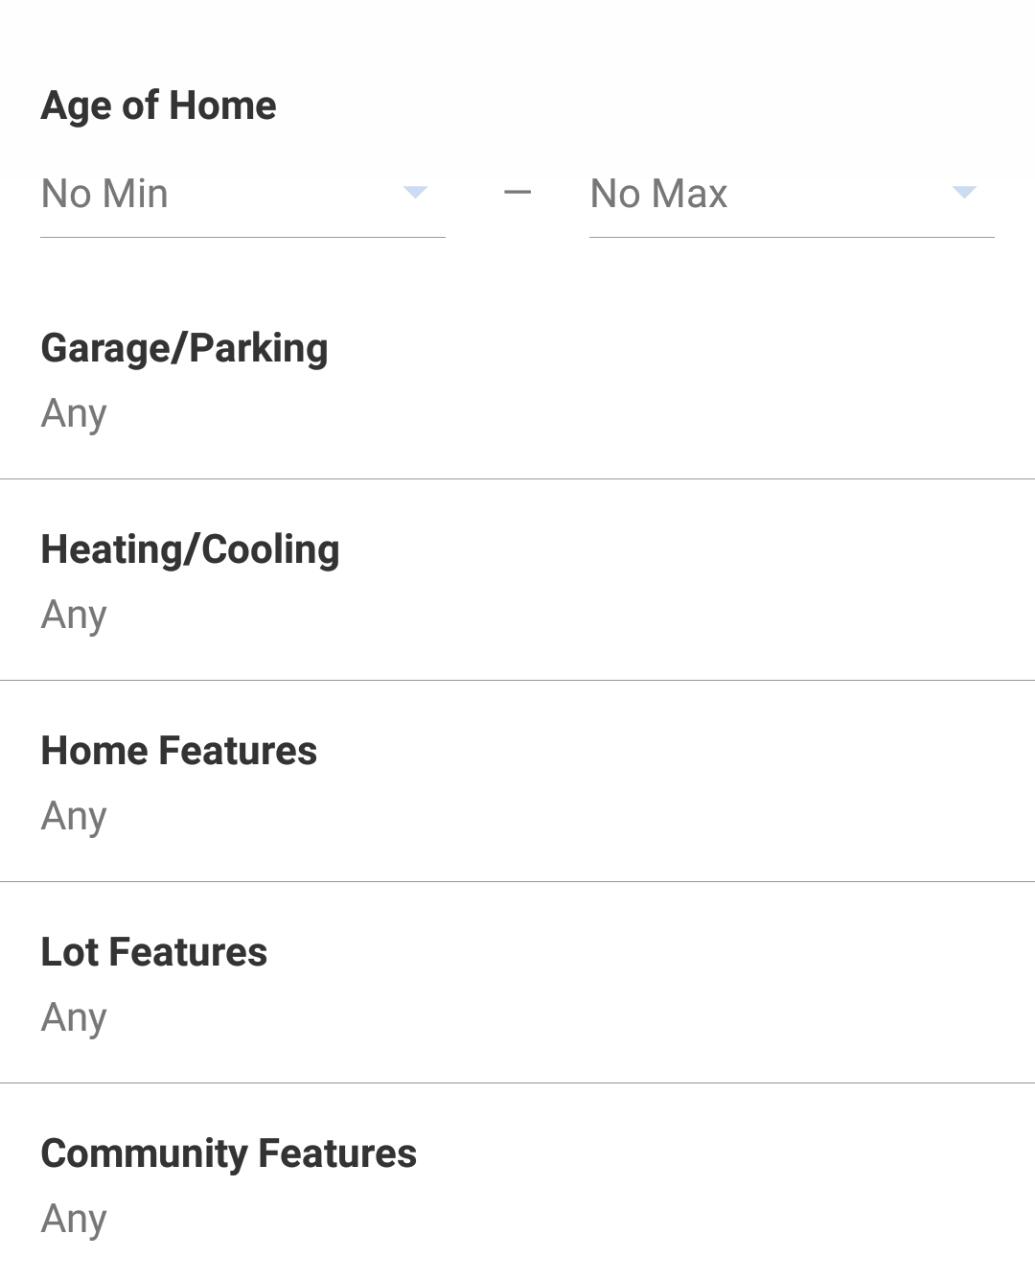 Age of Home
No Min – No Max
Garage/Parking
Any
Heating/Cooling
Any
Home Features
Any
Lot Features
Any
Community Features
Any